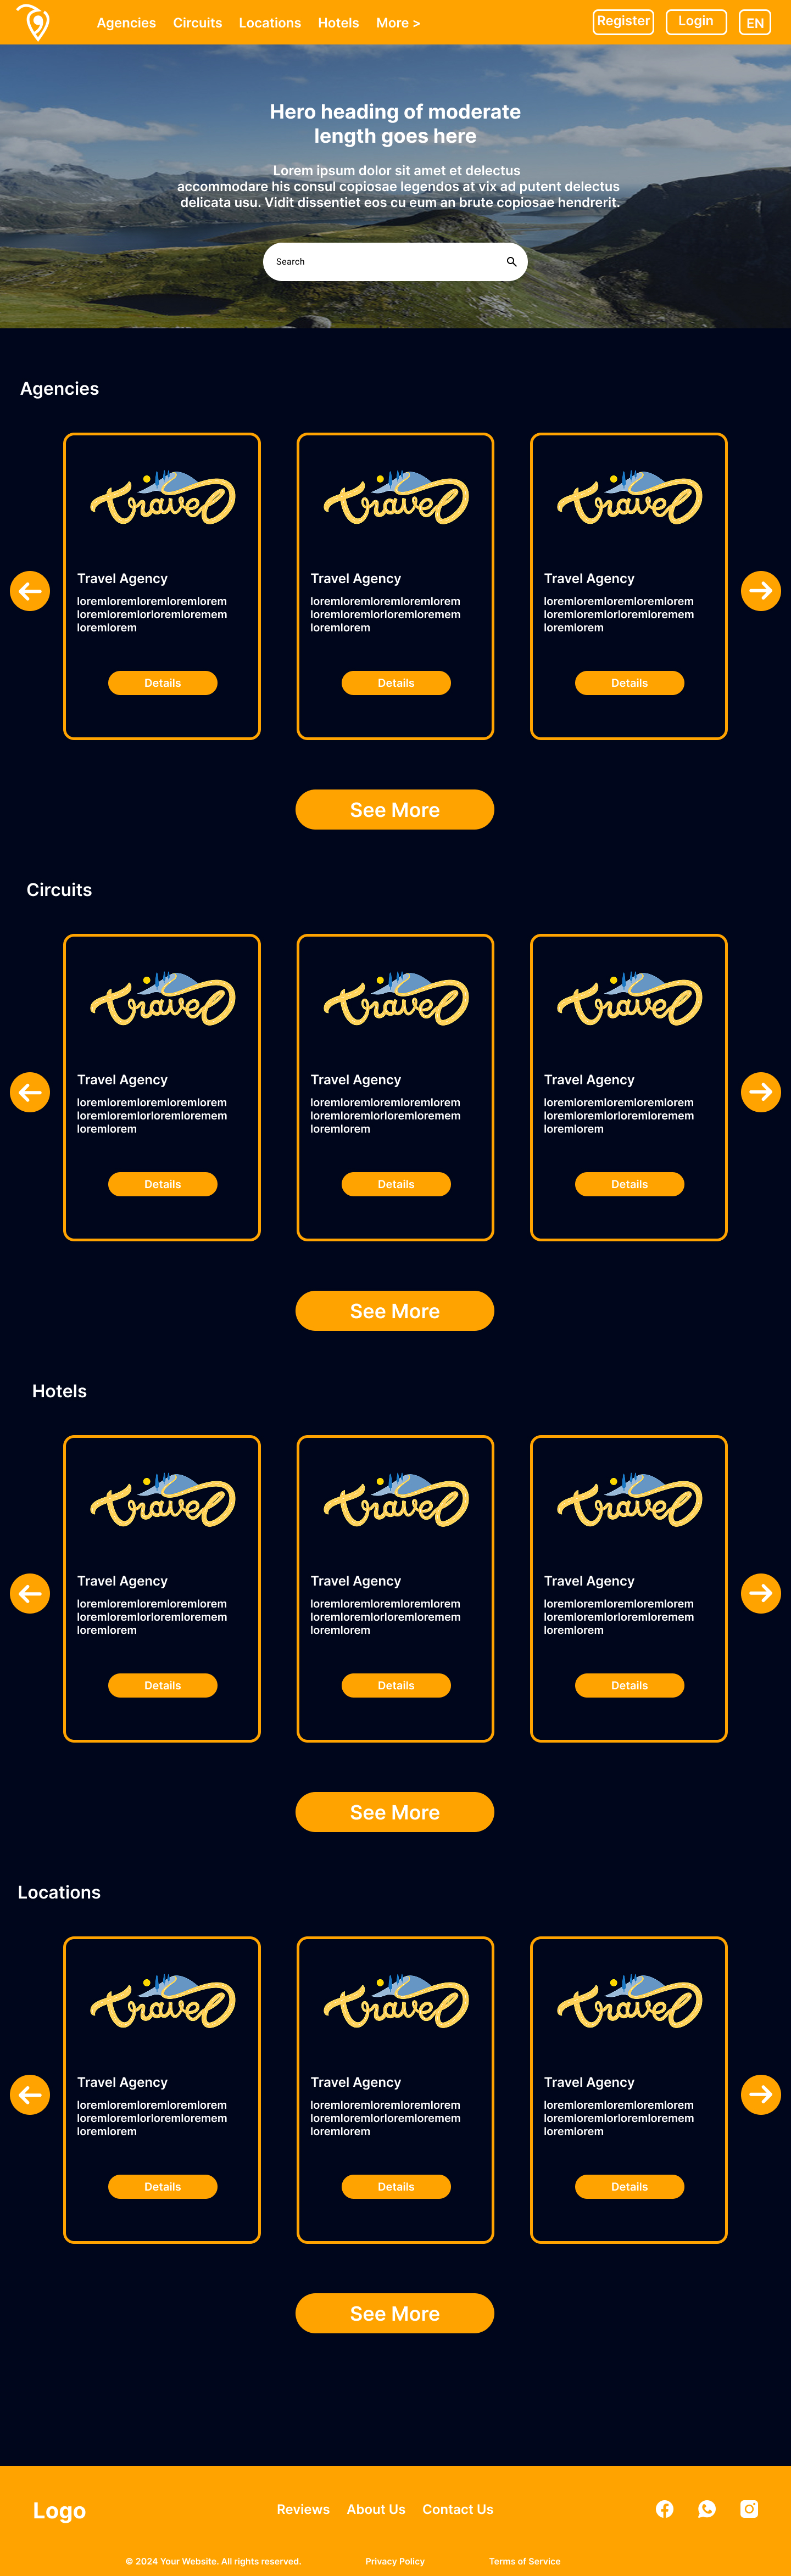 Agencies Circuits Locations Hotels More > Register Login EN
Hero heading of moderate
length goes here
Lorem ipsum dolor sit amet et delectus
accommodare his consul copiosae legendos at vix ad putent delectus
delicata usu. Vidit dissentiet eos cu eum an brute copiosae hendrerit.
Search
Agencies
travel travel travel
Travel Agency Travel Agency Travel Agency
loremloremloremloremlorem loremloremloremloremlorem loremloremloremloremlorem
loremloremlorloremloremem loremloremlorloremloremem loremloremlorloremloremem
loremlorem loremlorem loremlorem
Details Details Details
See More
Circuits
travel travel travel
Travel Agency Travel Agency Travel Agency
loremloremloremloremlorem loremloremloremloremlorem loremloremloremloremlorem
loremloremlorloremloremem loremloremlorloremloremem loremloremlorloremloremem
loremlorem loremlorem loremlorem
Details Details Details
See More
Hotels
travel travel travel
Travel Agency Travel Agency Travel Agency
loremloremloremloremlorem loremloremloremloremlorem loremloremloremloremlorem
loremloremlorloremloremem loremloremlorloremloremem loremloremlorloremloremem
loremlorem loremlorem loremlorem
Details Details Details
See More
Locations
travel travel travel
Travel Agency Travel Agency Travel Agency
loremloremloremloremlorem loremloremloremloremlorem loremloremloremloremlorem
loremloremlorloremloremem loremloremlorloremloremem loremloremlorloremloremem
loremlorem loremlorem loremlorem
Details Details Details
See More
Logo Reviews About Us Contact Us
© 2024 Your Website. All rights reserved. Privacy Policy Terms of Service